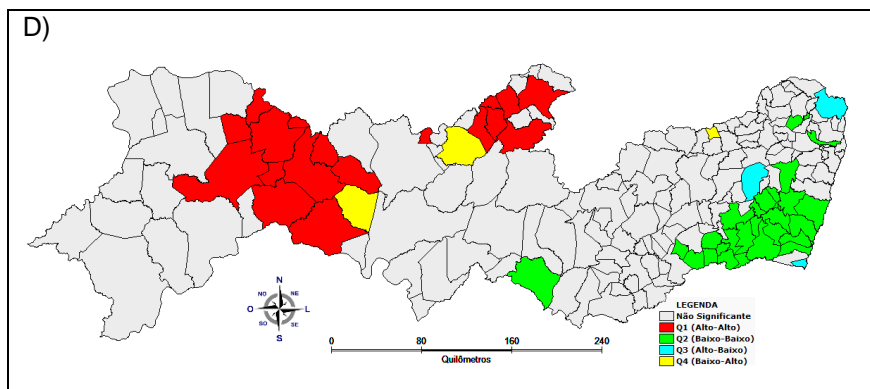 D)
N
NO
NE
O
L
SO
SE
S
0
80
160
240
Quilômetros
LEGENDA
Não Significante
Q1 (Alto-Alto)
Q2 (Baixo-Baixo)
Q3 (Alto-Baixo)
Q4 (Baixo-Alto)